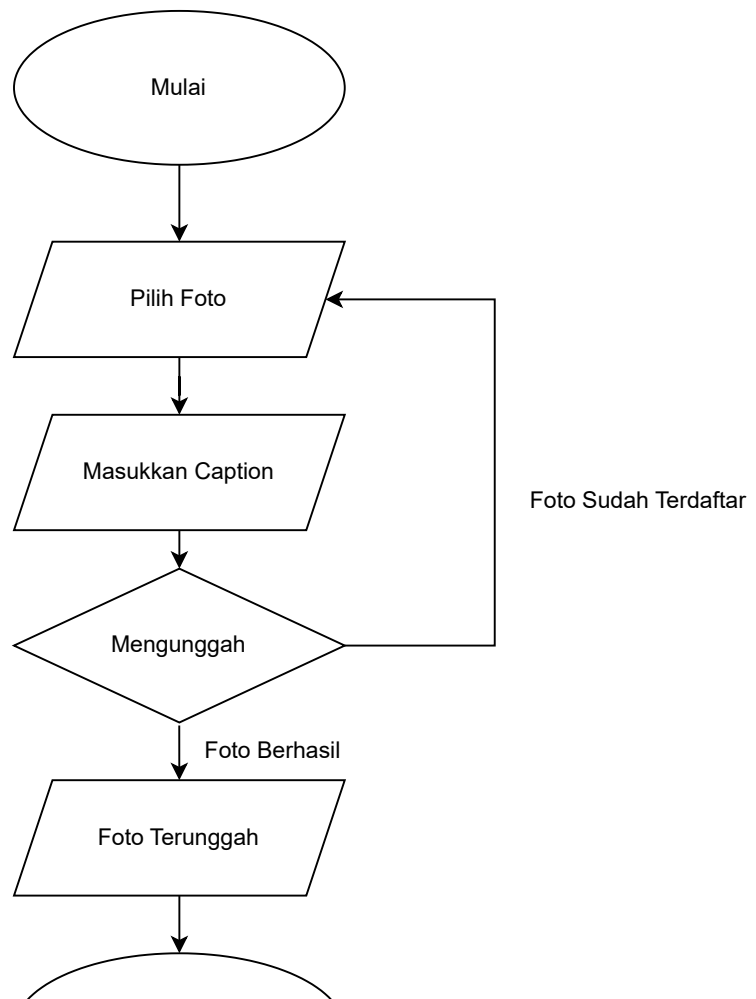 Mulai
Pilih Foto
Masukkan Caption
Foto Sudah Terdaftar
Mengunggah
Foto Berhasil
Foto Terunggah